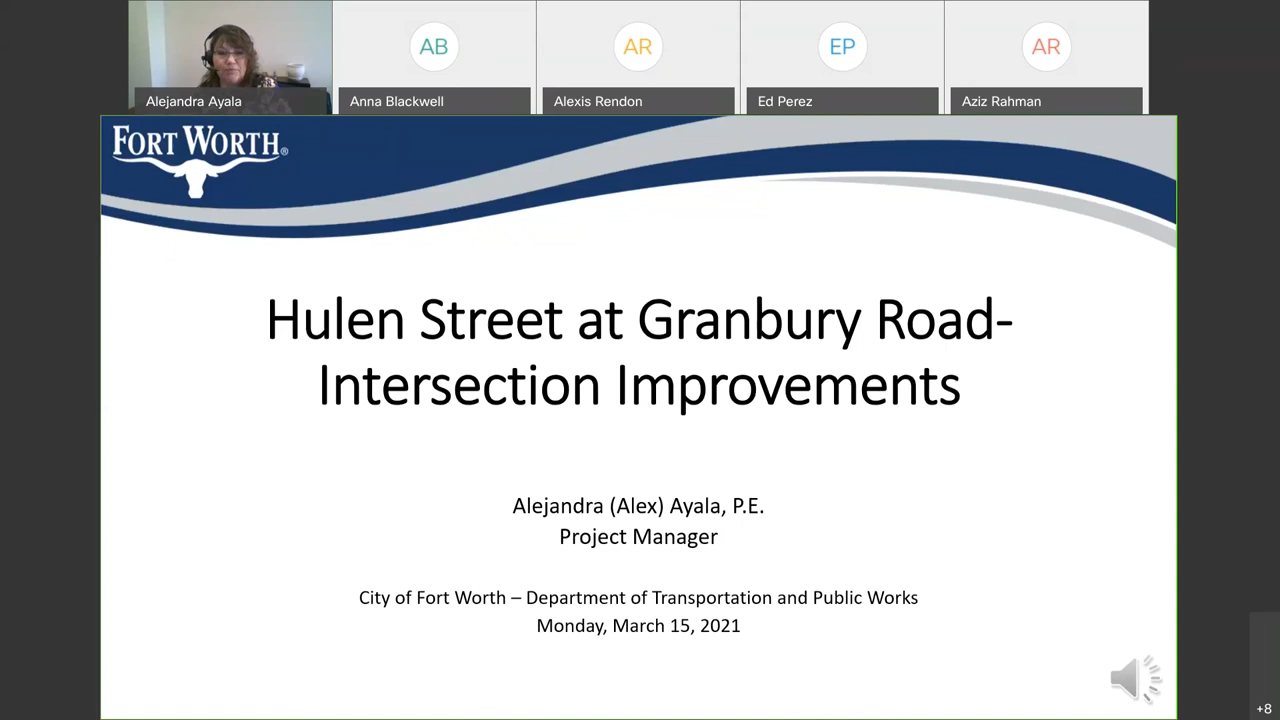 AB
AR
EP
AR
Alejandra Ayala
Anna Blackwell
Alexis Rendon
Ed Perez
Aziz Rahman
FORT WORTH®
Hulen Street at Granbury Road-
Intersection Improvements
Alejandra (Alex) Ayala, P.E.
Project Manager
City of Fort Worth – Department of Transportation and Public Works
Monday, March 15, 2021
+8